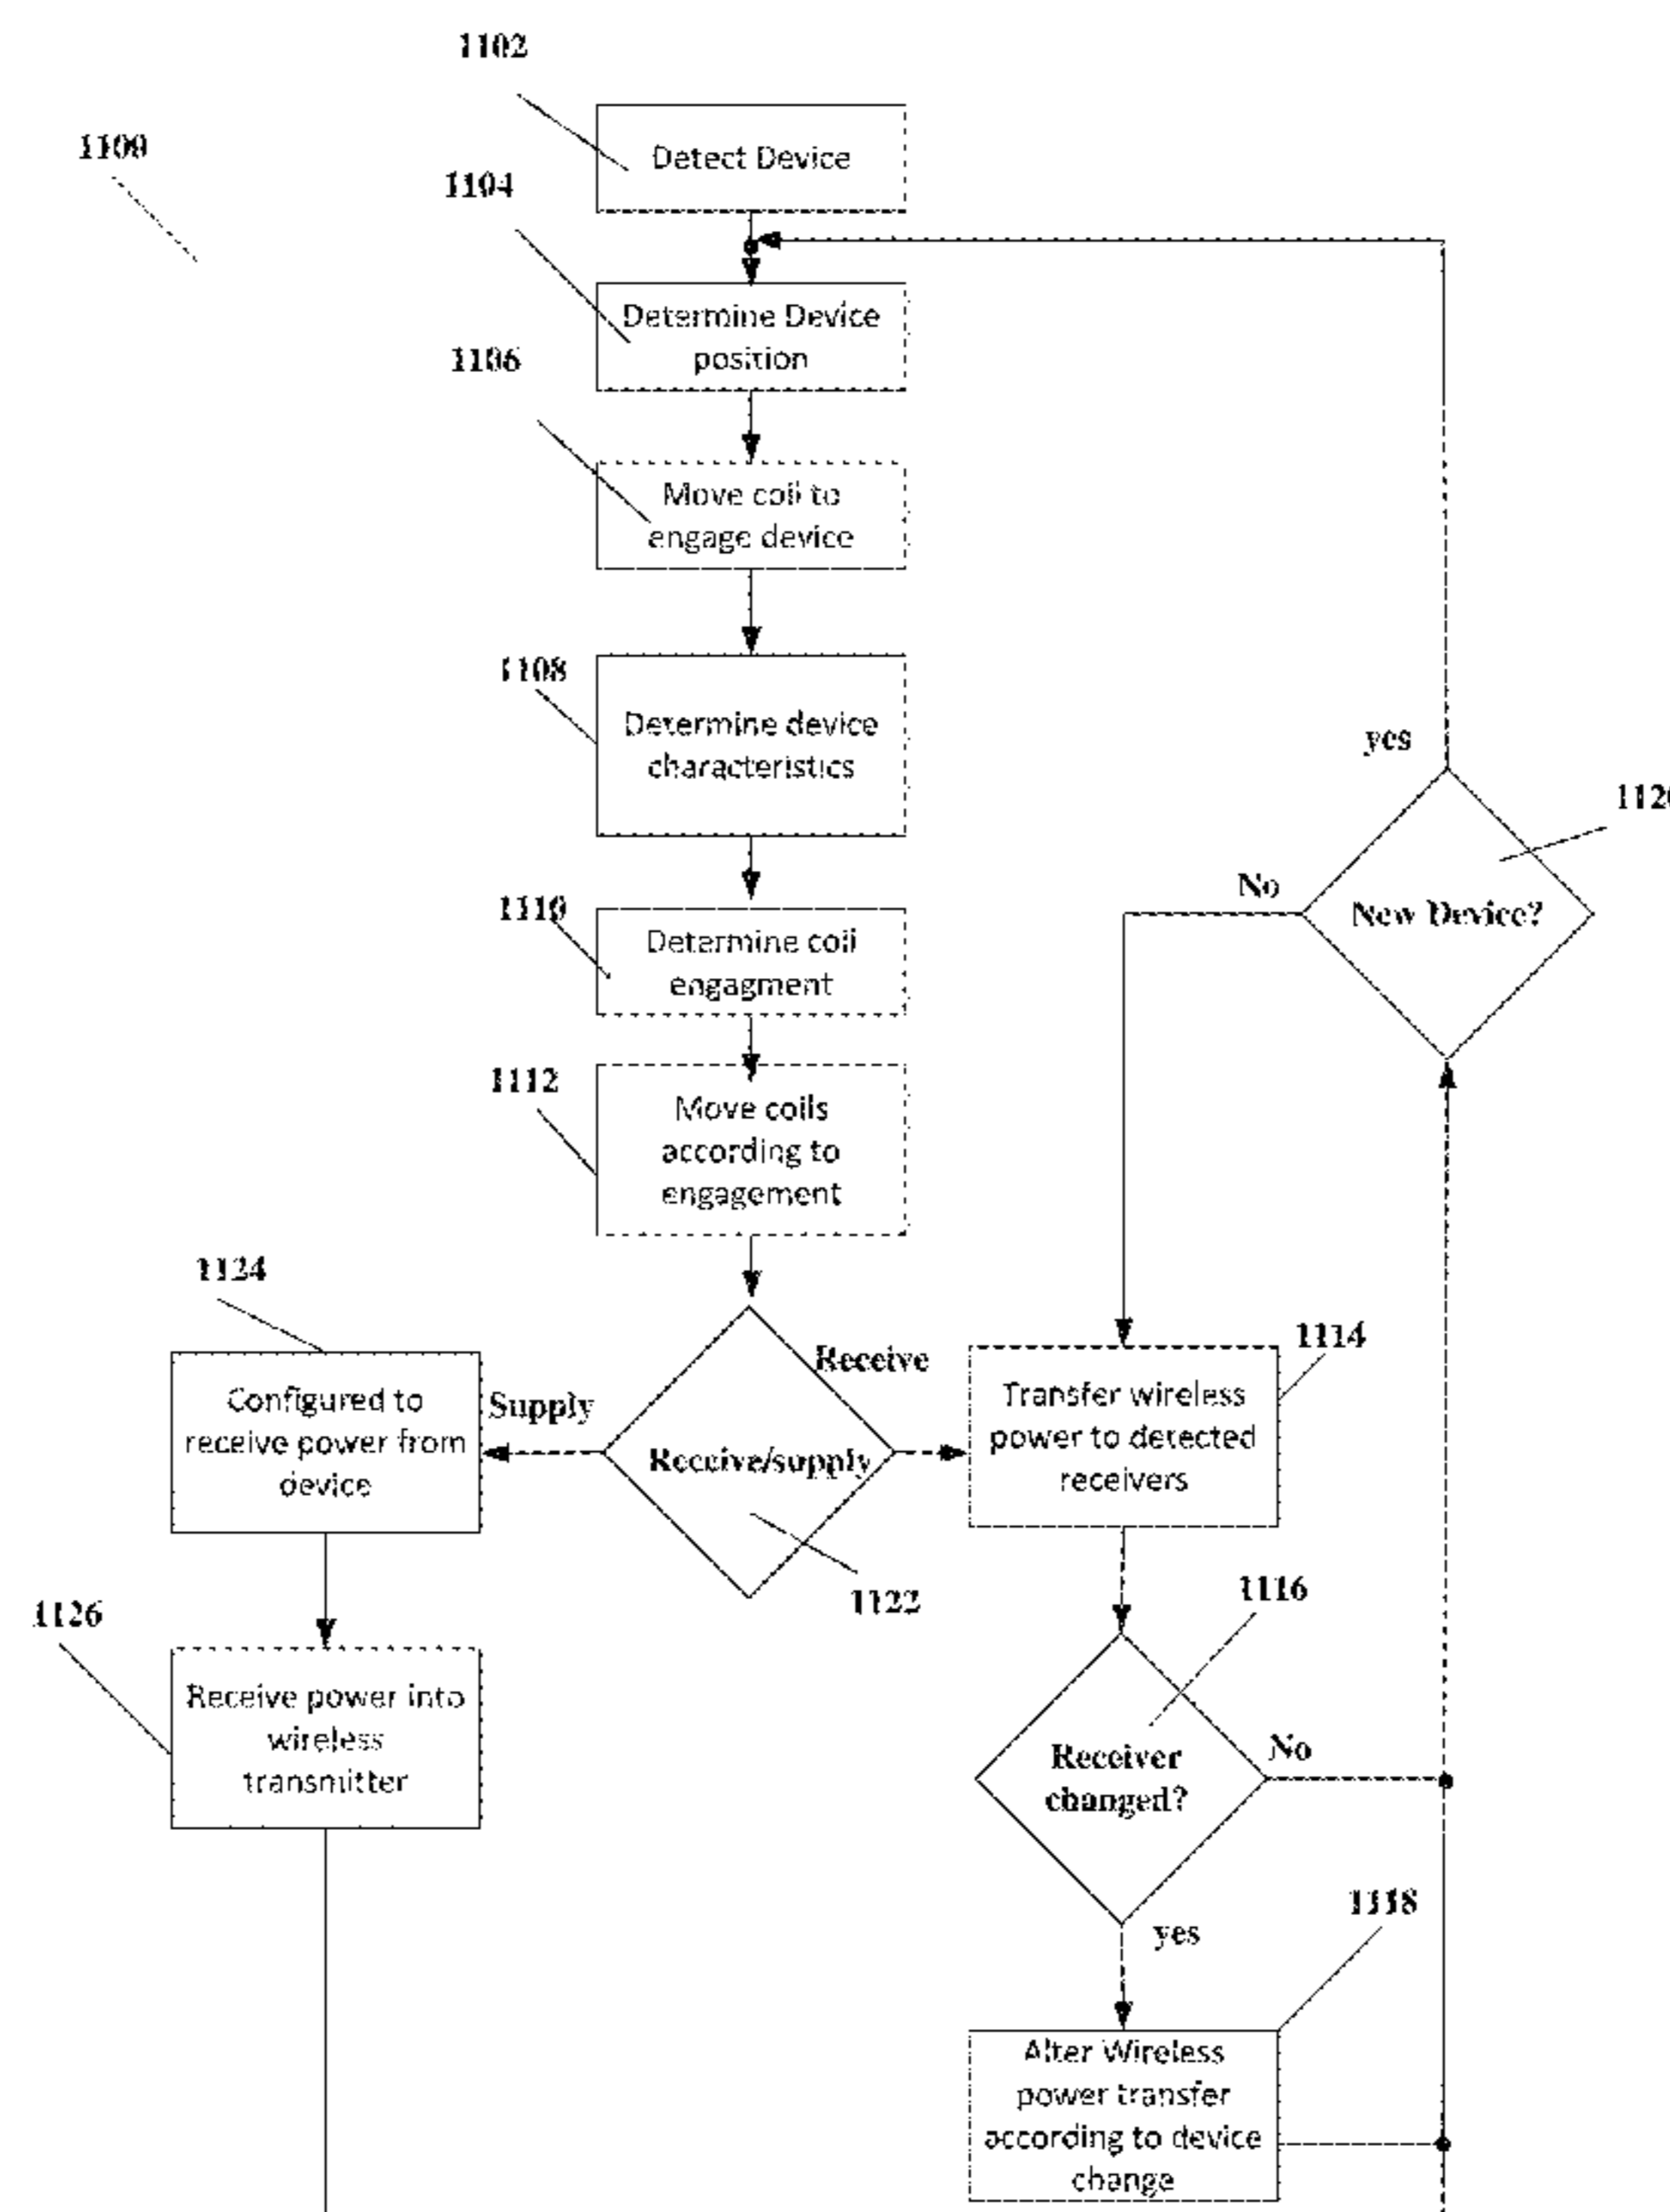 1102
1100
Detect Device
1104
Determine Device
position
1106
Move coil to
engage device
1108
Determine device
characteristics
yes
1120
New Device?
No
1110
Determine coil
engagment
1112
Move coils
according to
engagement
1124
Configured to
receive power from
device
Supply
Receive
Receive/supply
1122
1114
Transfer wireless
power to detected
receivers
1126
Receive power into
wireless
transmitter
1116
Receiver
changed?
No
yes
1118
Alter Wireless
power transfer
according to device
change